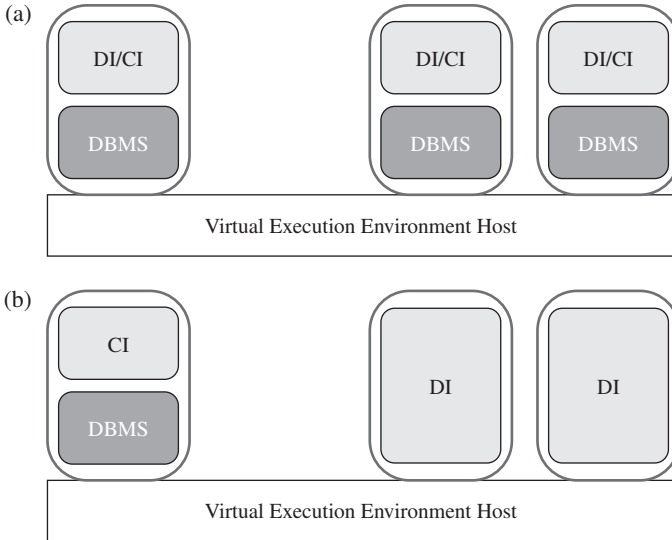 (a)
DI/CI
DI/CI
DI/CI
DBMS
DBMS
DBMS
Virtual Execution Environment Host
(b)
CI
DI
DI
DBMS
Virtual Execution Environment Host